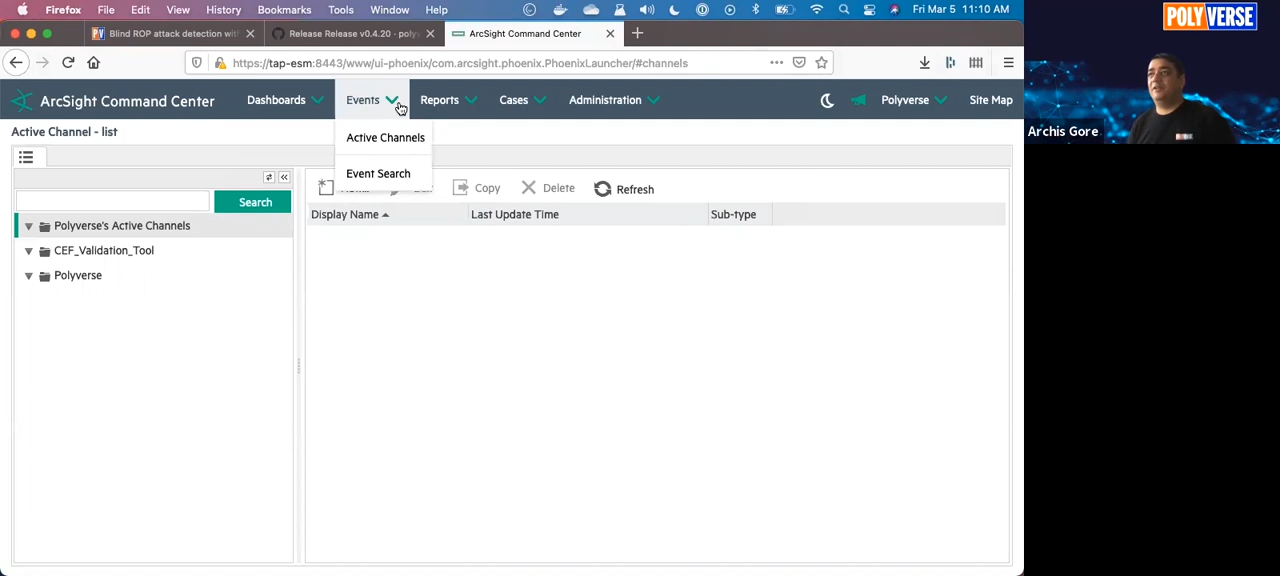 Firefox File Edit View History Bookmarks Tools Window Help Fri Mar 5 11:10 AM
Blind ROP attack detection wit
Release Release v0.4.20 · poly
ArcSight Command Center
https://tap-esm:8443/www/ui-phoenix/com.arcsight.phoenix.PhoenixLauncher/#channels
ArcSight Command Center Dashboards Events Reports Cases Administration Polyverse Site Map
Active Channel - list
Active Channels
Event Search
Copy Delete Refresh
Search
Display Name Last Update Time Sub-type
Polyverse's Active Channels
CEF_Validation_Tool
Polyverse
POLYVERSE
Archis Gore